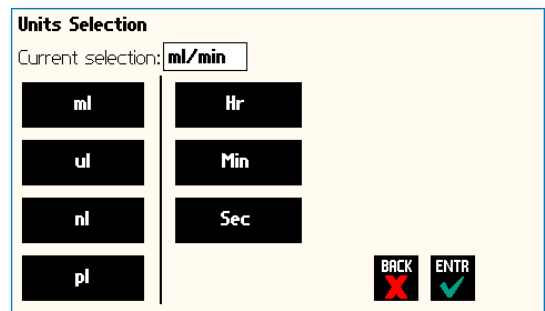 Units Selection
Current selection: ml/min
ml
Hr
ul
Min
nl
Sec
pl
BACK
ENTR